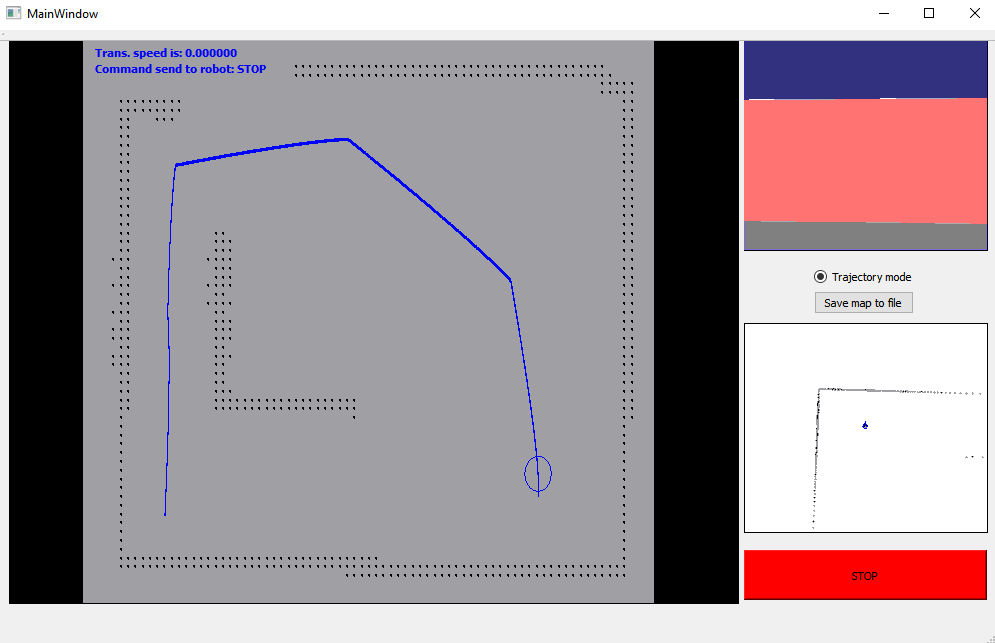 MainWindow
Trans. speed is: 0.000000
Command send to robot: STOP
Trajectory mode
Save map to file
STOP